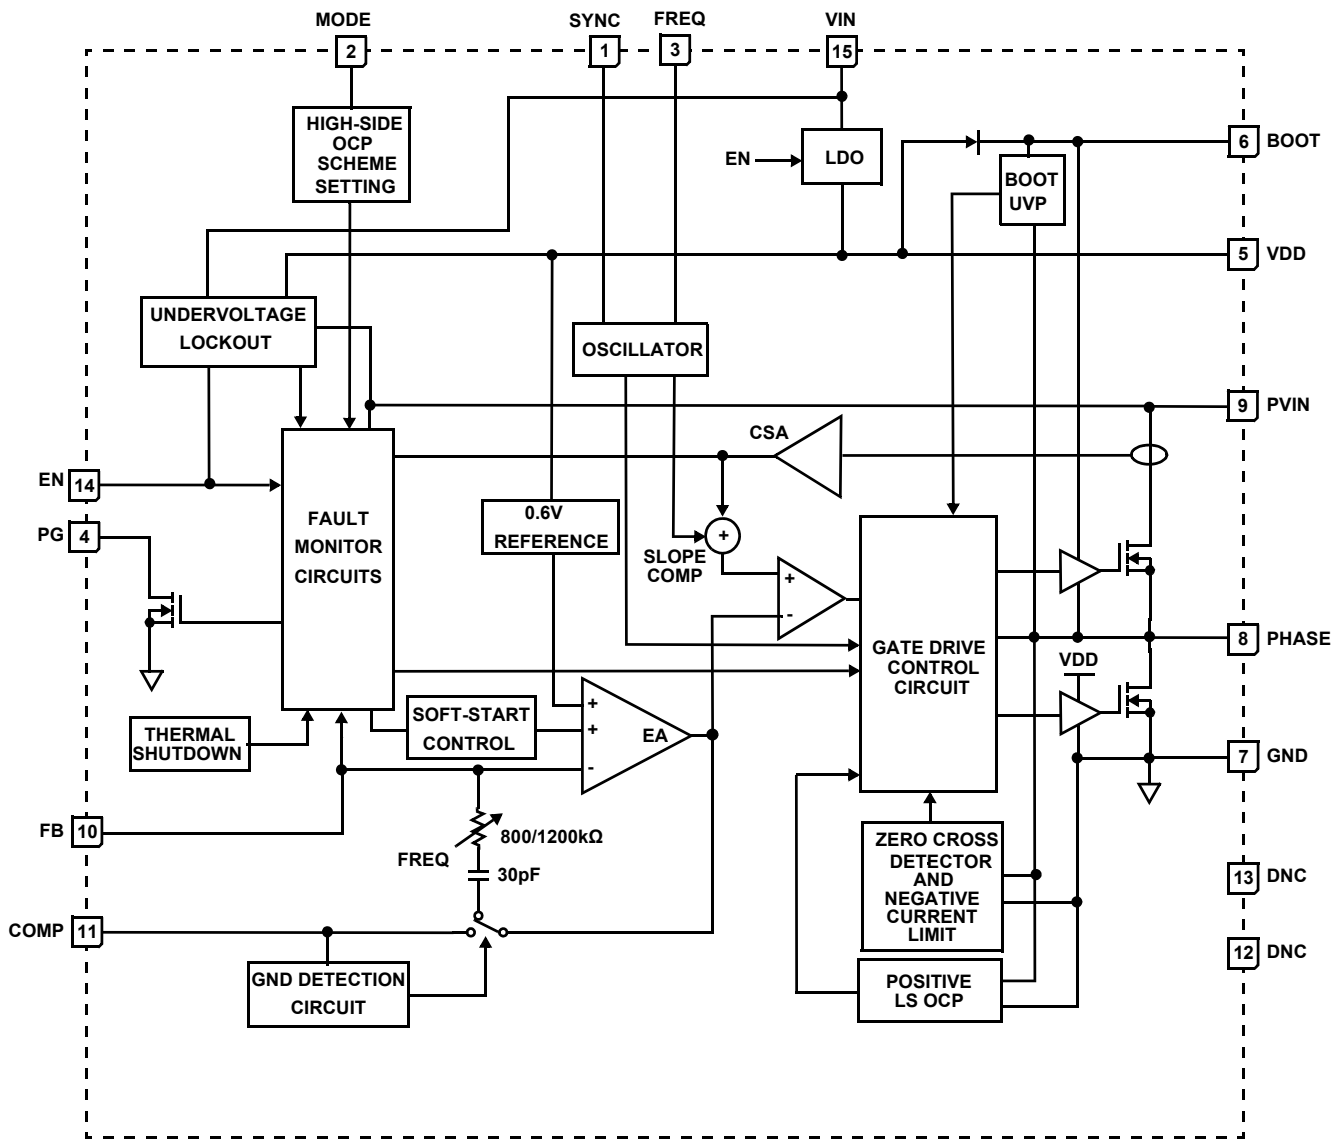 MODE
SYNC
FREQ
VIN
2
1
3
15
HIGH-SIDE
OCP
SCHEME
SETTING
EN
LDO
6
BOOT
BOOT
UVP
5
VDD
UNDERVOLTAGE
LOCKOUT
OSCILLATOR
9
PVIN
CSA
EN
14
PG
4
FAULT
MONITOR
CIRCUITS
0.6V
REFERENCE
+
SLOPE
COMP
+
-
GATE DRIVE
CONTROL
CIRCUIT
8
PHASE
VDD
THERMAL
SHUTDOWN
SOFT-START
CONTROL
+
+
-
EA
7
GND
FB
10
FREQ
800/1200kΩ
30pF
ZERO CROSS
DETECTOR
AND
NEGATIVE
CURRENT
LIMIT
13
DNC
COMP
11
12
DNC
GND DETECTION
CIRCUIT
POSITIVE
LS OCP